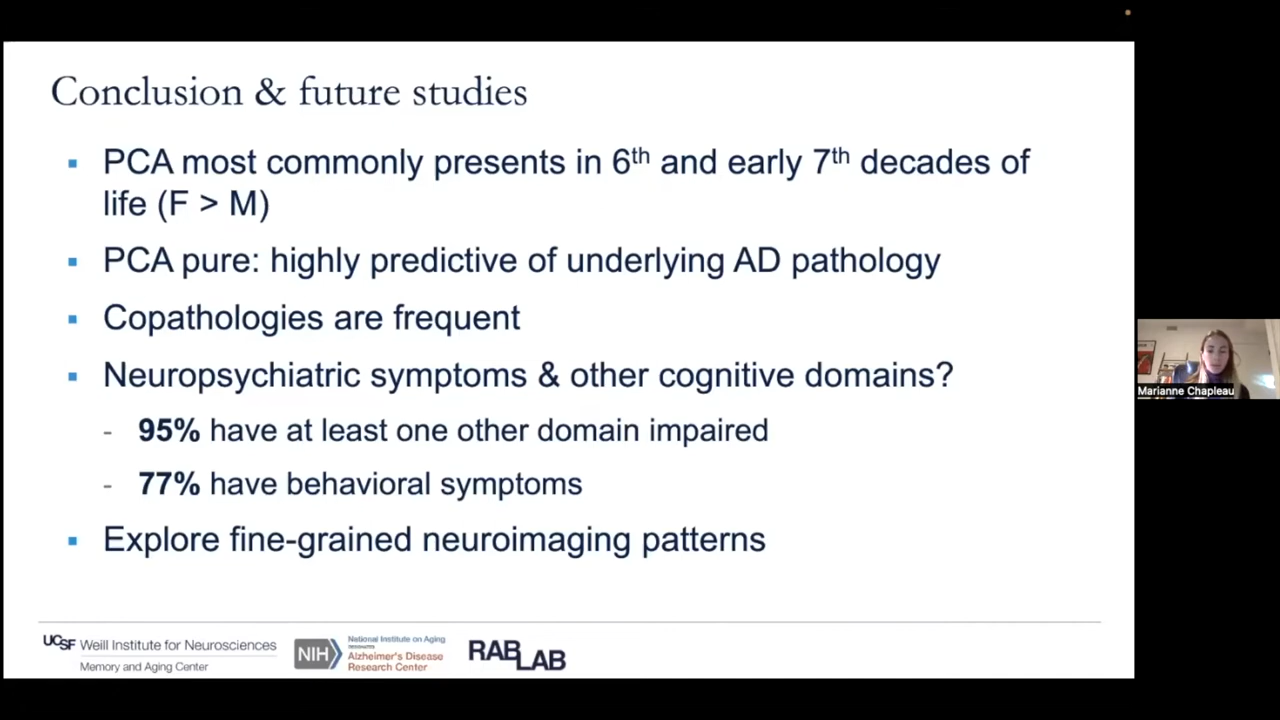 Conclusion & future studies
▪ PCA most commonly presents in 6th and early 7th decades of
life (F > M)
▪ PCA pure: highly predictive of underlying AD pathology
▪ Copathologies are frequent
▪ Neuropsychiatric symptoms & other cognitive domains?
- 95% have at least one other domain impaired
- 77% have behavioral symptoms
▪ Explore fine-grained neuroimaging patterns
Marianne Chapleau
UCSF Weill Institute for Neurosciences
Memory and Aging Center
NIH
National Institute on Aging
Alzheimer's Disease
Research Center
RAB LAB